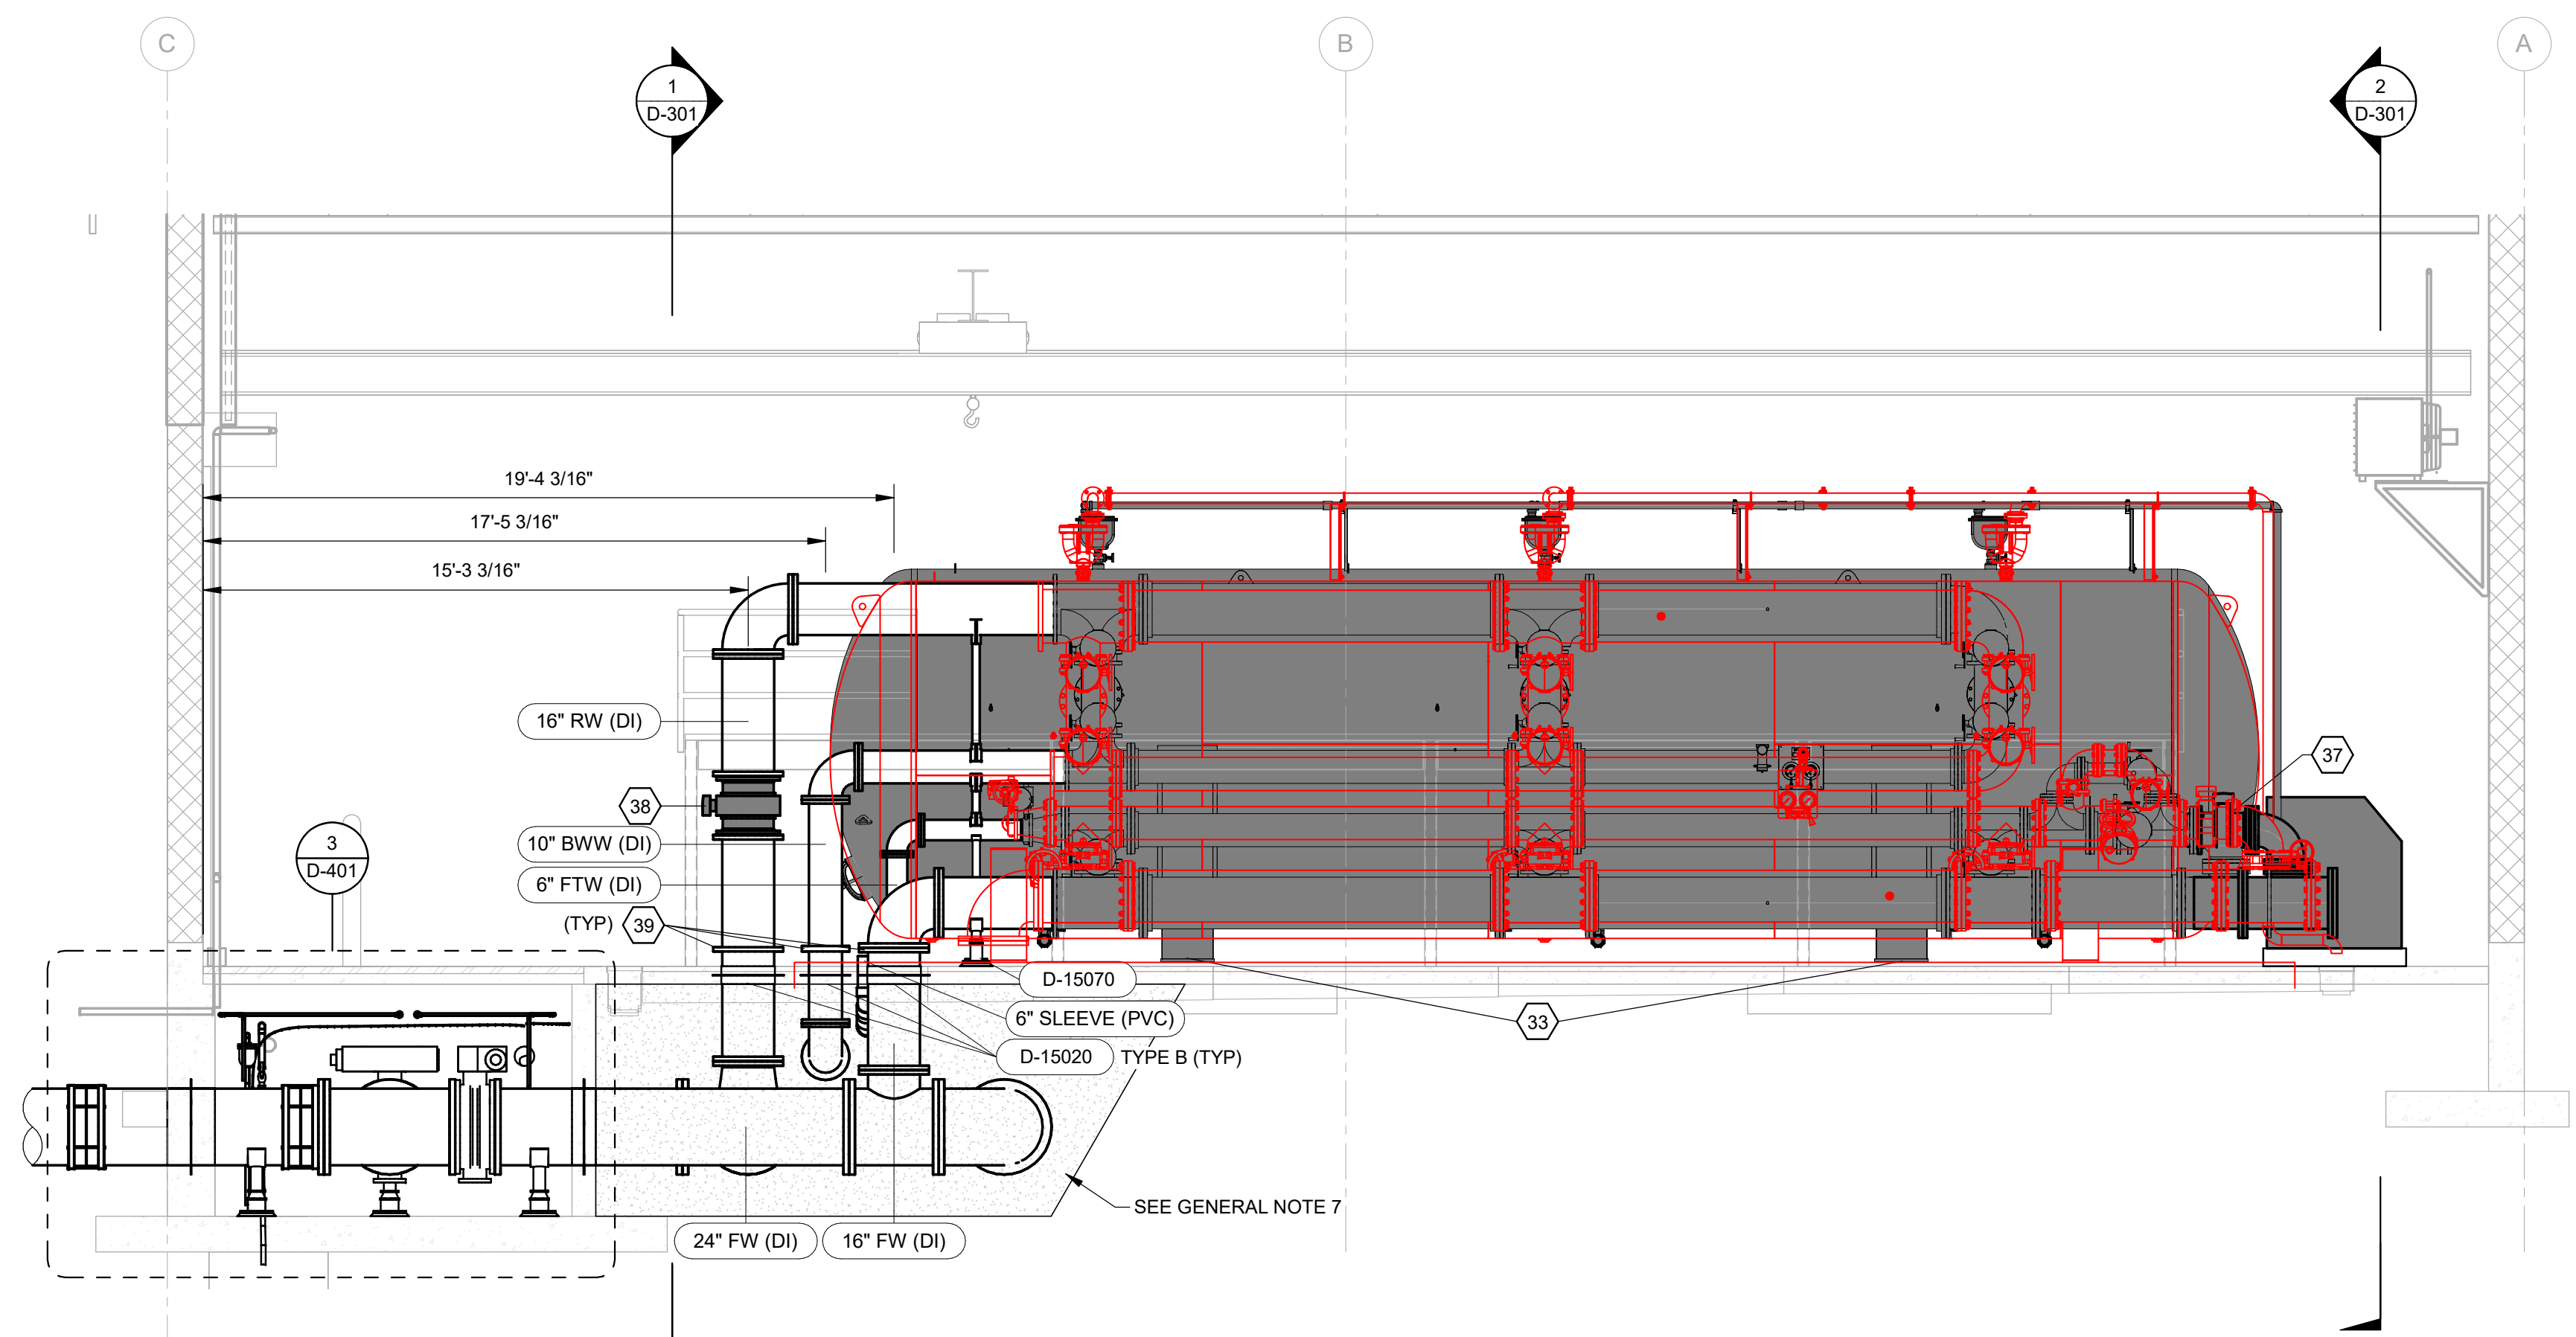 C
B
A
1
D-301
2
D-301
19'-4 3/16"
17'-5 3/16"
15'-3 3/16"
16" RW (DI)
37
38
10" BWW (DI)
3
D-401
6" FTW (DI)
(TYP) 39
D-15070
6" SLEEVE (PVC)
33
D-15020 TYPE B (TYP)
SEE GENERAL NOTE 7
24" FW (DI)
16" FW (DI)